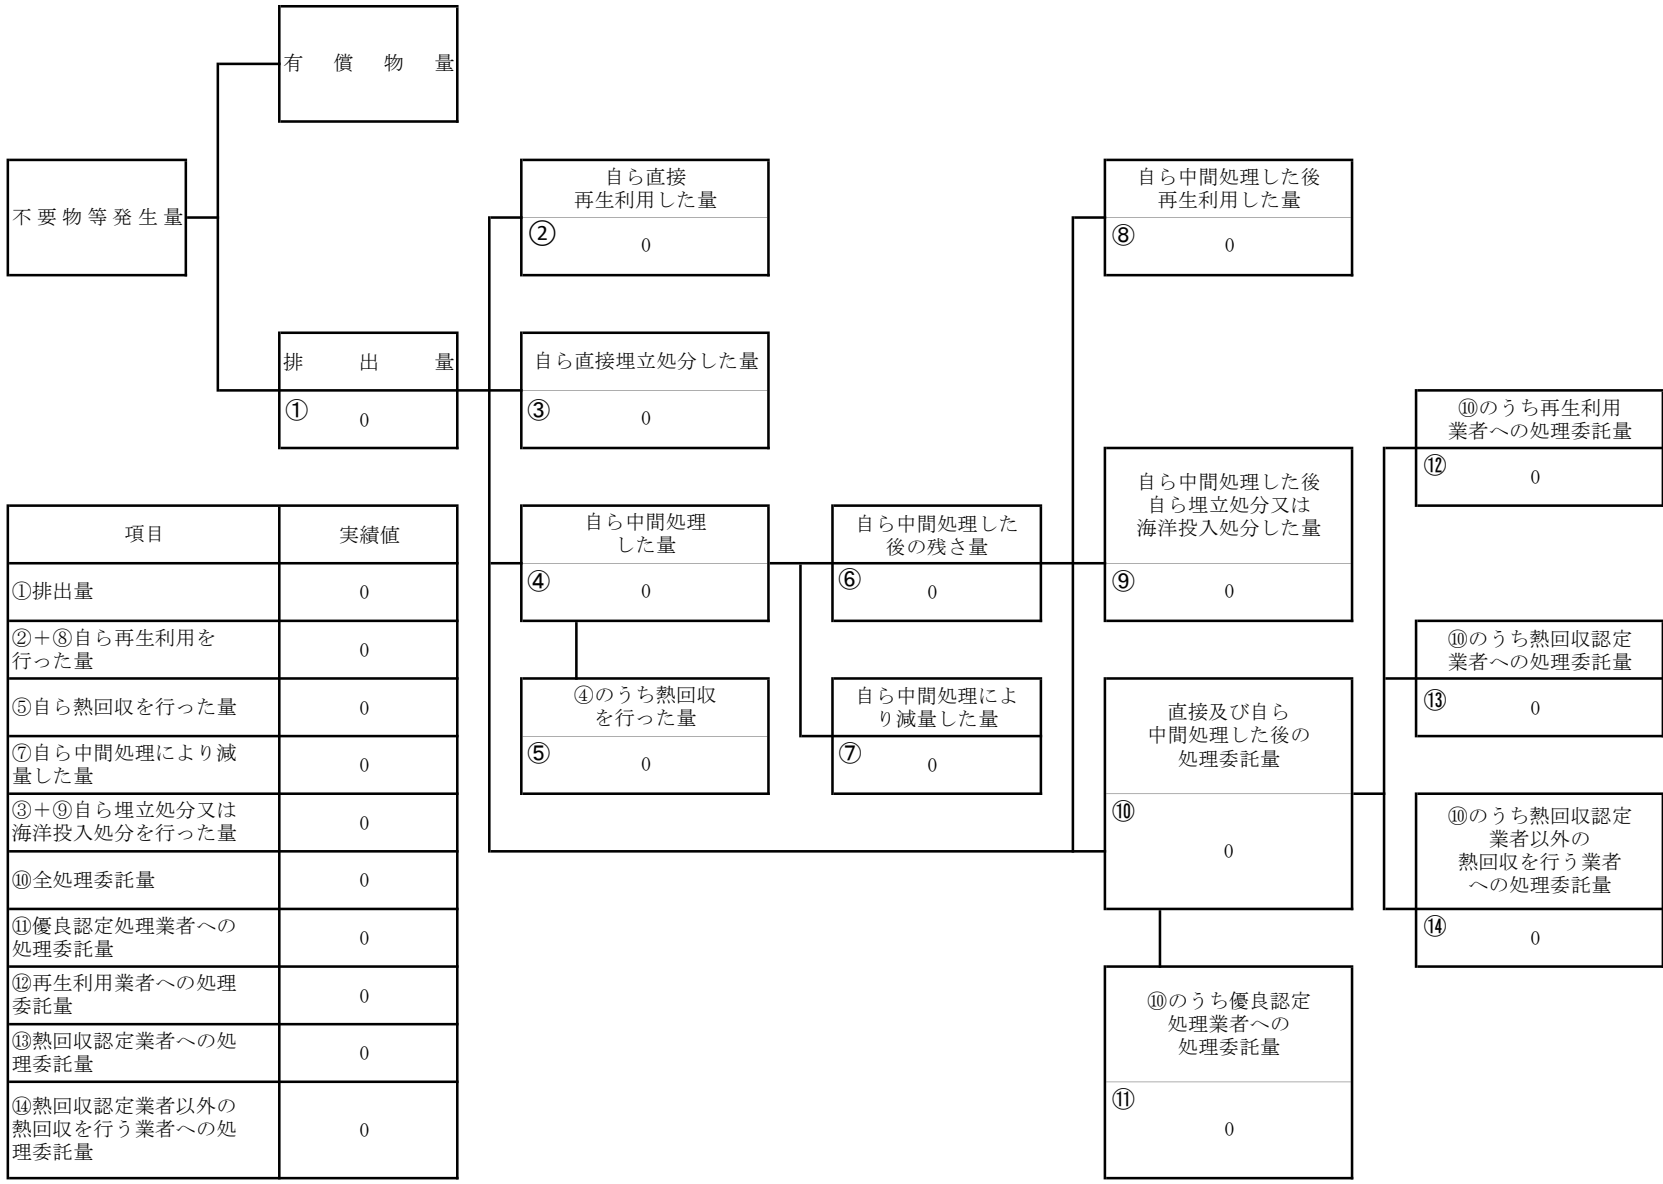 有償物量
不要物等発生量
自ら直接
再生利用した量
②
0
自ら中間処理した後
再生利用した量
⑧
0
排出量
①
0
自ら直接埋立処分した量
③
0
⑩のうち再生利用
業者への処理委託量
⑫
0
自ら中間処理
した量
④
0
自ら中間処理した
後の残さ量
⑥
0
自ら中間処理した後
自ら埋立処分又は
海洋投入処分した量
⑨
0
④のうち熱回収
を行った量
⑤
0
自ら中間処理によ
り減量した量
⑦
0
直接及び自ら
中間処理した後の
処理委託量
⑩
0
⑩のうち熱回収認定
業者への処理委託量
⑬
0
⑩のうち熱回収認定
業者以外の
熱回収を行う業者
への処理委託量
⑭
0
⑩のうち優良認定
処理業者への
処理委託量
⑪
0
項目 実績値
①排出量 0
②＋⑧自ら再生利用を
行った量 0
⑤自ら熱回収を行った量 0
⑦自ら中間処理により減
量した量 0
③＋⑨自ら埋立処分又は
海洋投入処分を行った量 0
⑩全処理委託量 0
⑪優良認定処理業者への
処理委託量 0
⑫再生利用業者への処理
委託量 0
⑬熱回収認定業者への処
理委託量 0
⑭熱回収認定業者以外の
熱回収を行う業者への処 0
理委託量